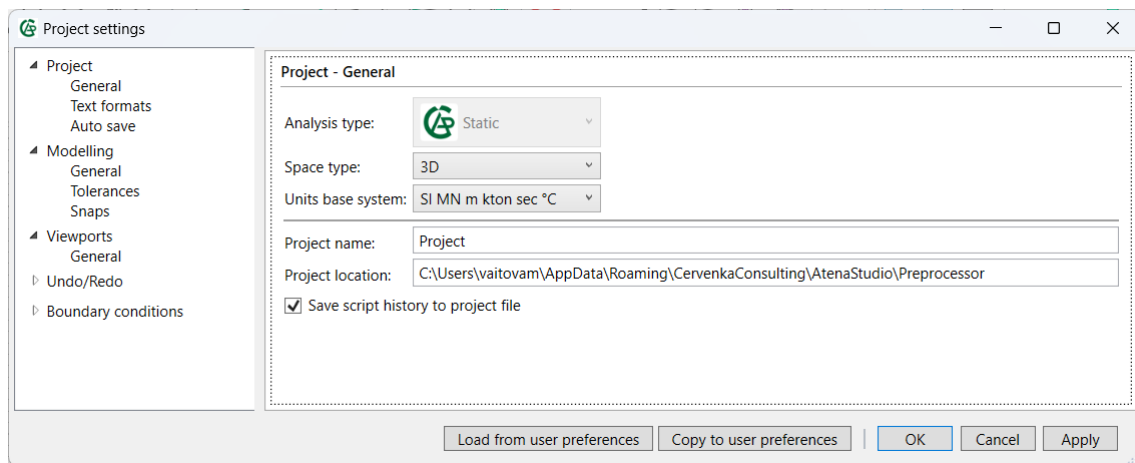 Project settings
Project
General
Text formats
Auto save
Modelling
General
Tolerances
Snaps
Viewports
General
Undo/Redo
Boundary conditions
Project - General
Analysis type: Static
Space type: 3D
Units base system: SI MN m kton sec °C
Project name: Project
Project location: C:\Users\vaitovam\AppData\Roaming\CervenkaConsulting\AtenaStudio\Preprocessor
Save script history to project file
Load from user preferences Copy to user preferences OK Cancel Apply